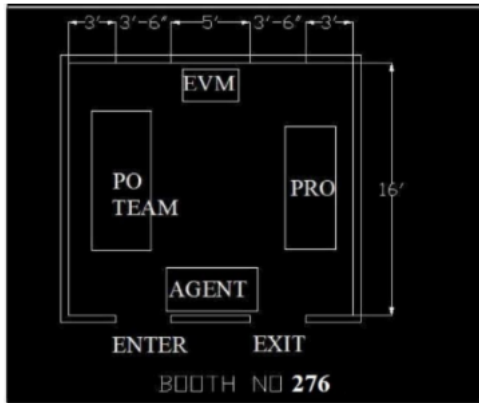 3' 3'-6" 5' 3'-6" 3'
EVM
PO
TEAM
PRO
16'
AGENT
ENTER EXIT
BOOTH NO 276